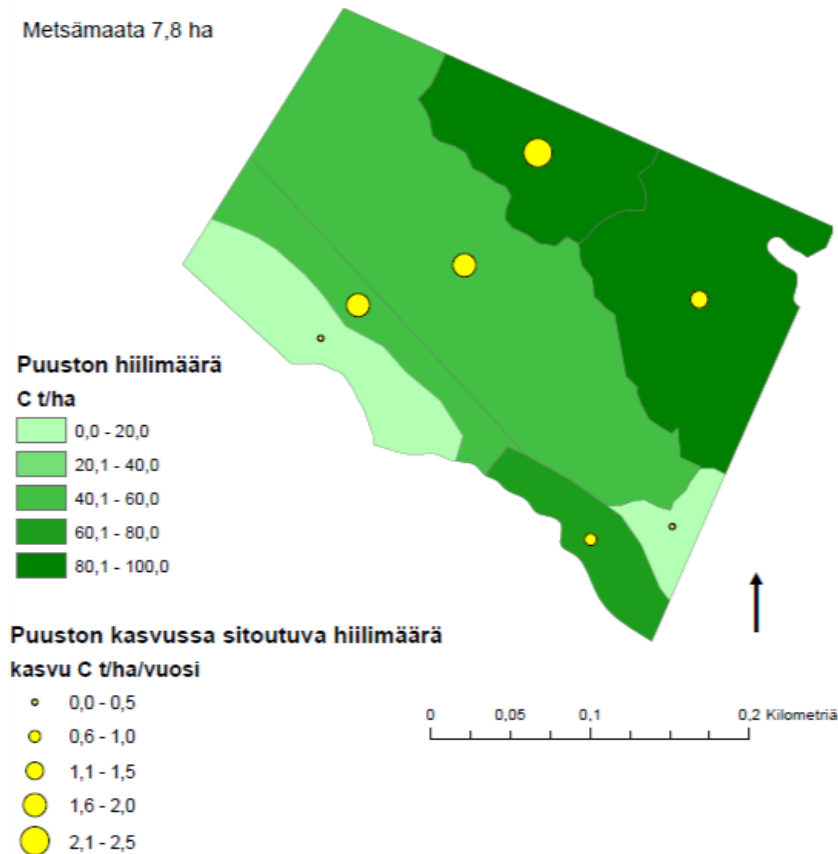 Metsämaata 7,8 ha
Puuston hiilimäärä
C t/ha
0,0 - 20,0
20,1 - 40,0
40,1 - 60,0
60,1 - 80,0
80,1 - 100,0
Puuston kasvussa sitoutuva hiilimäärä
kasvu C t/ha/vuosi
0,0 - 0,5
0,6 - 1,0
1,1 - 1,5
1,6 - 2,0
2,1 - 2,5
0 0,05 0,1 0,2 Kilometriä